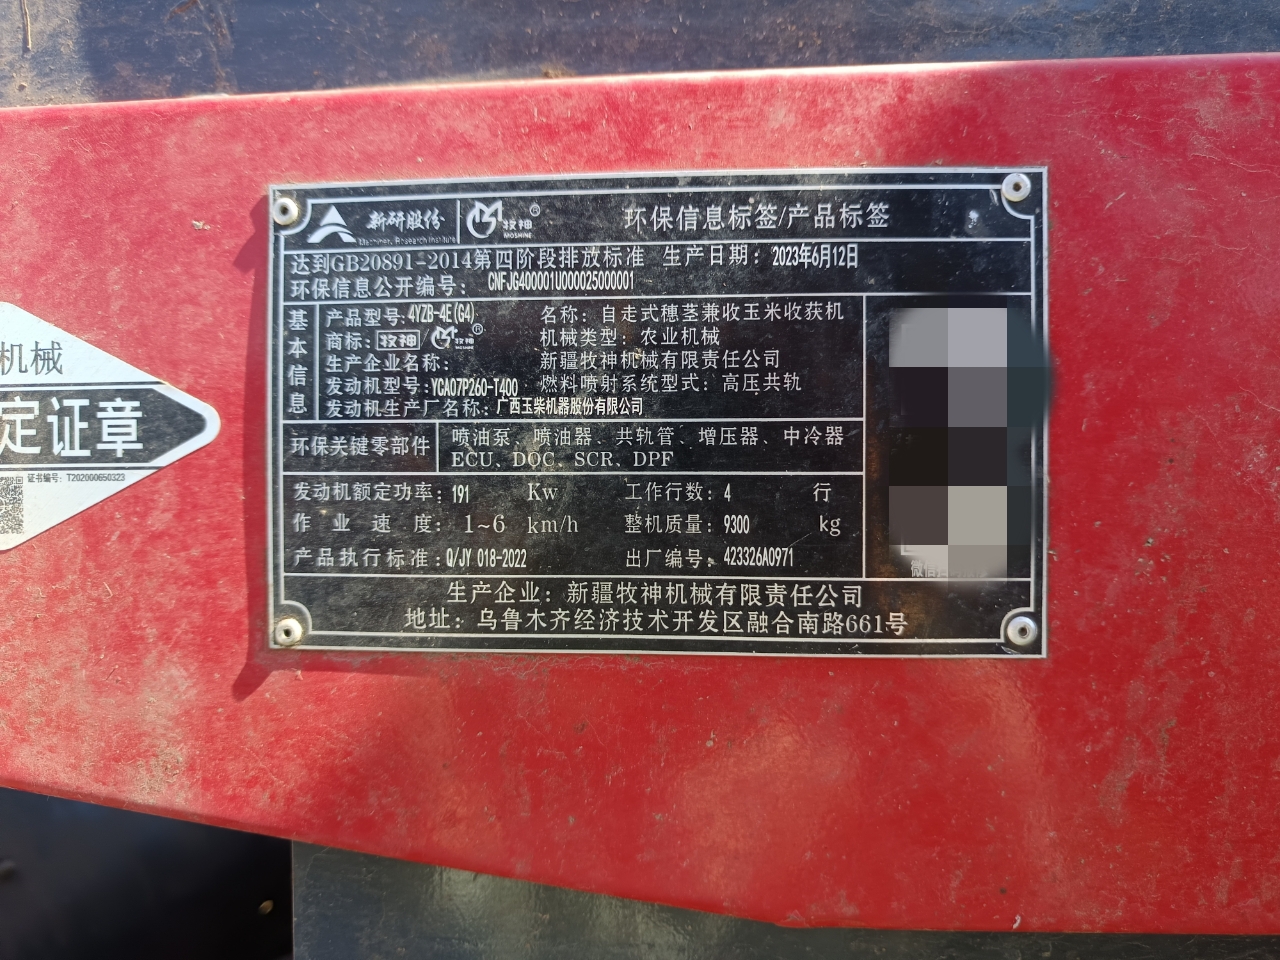 新研股份 牧神® MOSHINE 环保信息标签/产品标签
Machinery Research Institute
达到GB20891-2014第四阶段排放标准 生产日期：2023年6月12日
环保信息公开编号：CNFJG400001U000025000001
基本信息
产品型号：4YZB-4E(G4) 名称：自走式穗茎兼收玉米收获机
商标：牧神/牧神® 机械类型：农业机械
生产企业名称： 新疆牧神机械有限责任公司
发动机型号：YCA07P260-T400 燃料喷射系统型式：高压共轨
发动机生产厂名称：广西玉柴机器股份有限公司
环保关键零部件 喷油泵、喷油器、共轨管、增压器、中冷器
ECU、DOC、SCR、DPF
发动机额定功率：191 Kw 工作行数：4 行
作业速度：1~6 km/h 整机质量：9300 kg
产品执行标准：Q/JY 018-2022 出厂编号：423326A0971
微信
生产企业：新疆牧神机械有限责任公司
地址：乌鲁木齐经济技术开发区融合南路661号
机械
定证章
证书编号：T202000650323